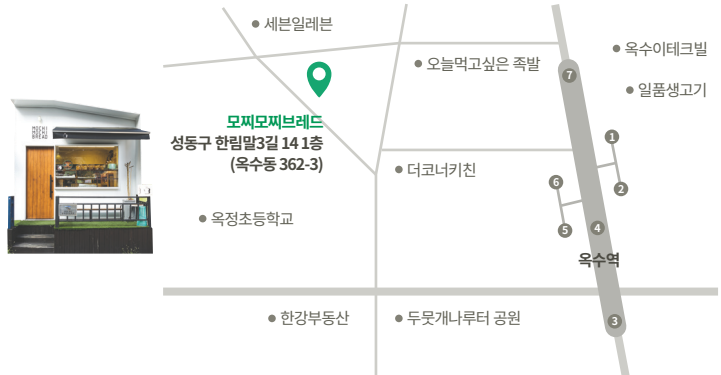 세븐일레븐
옥수이테크빌
오늘먹고싶은 족발
7
일품생고기
모찌모찌브레드
성동구 한림말3길 14 1층
(옥수동 362-3)
MOCHI
MOCHI
BREAD
1
더코너키친
6
2
옥정초등학교
5
4
옥수역
한강부동산
두뭇개나루터 공원
3